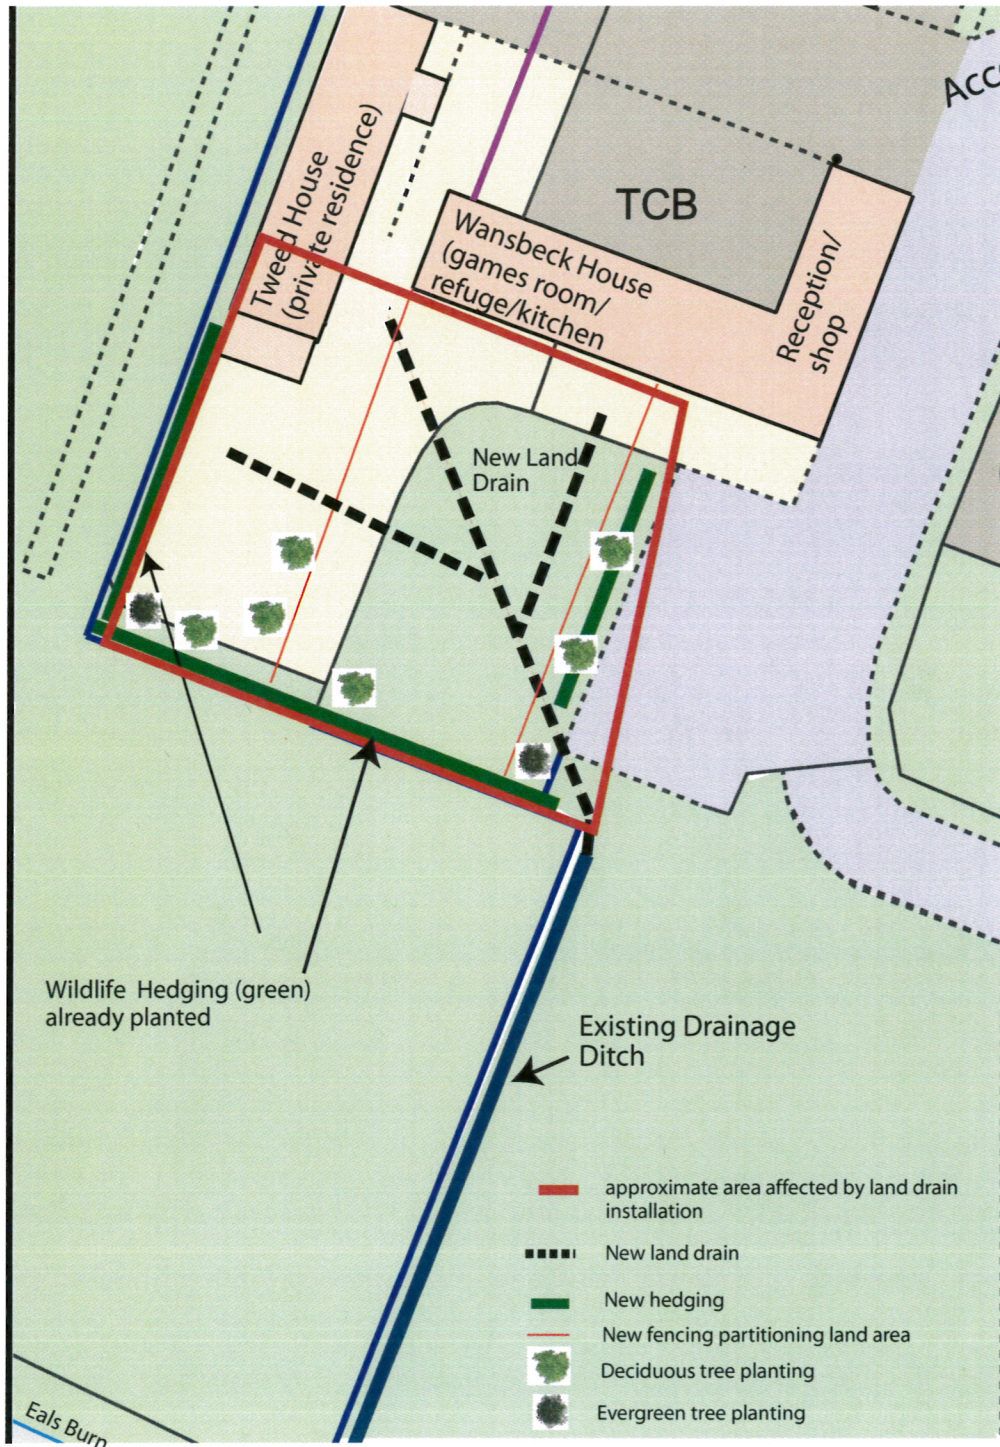 Acc
TCB
Tweed House
(private residence)
Wansbeck House
(games room/
refuge/kitchen
Reception/
shop
New Land
Drain
Wildlife Hedging (green)
already planted
Existing Drainage
Ditch
approximate area affected by land drain
installation
New land drain
New hedging
New fencing partitioning land area
Deciduous tree planting
Evergreen tree planting
Eals Burn